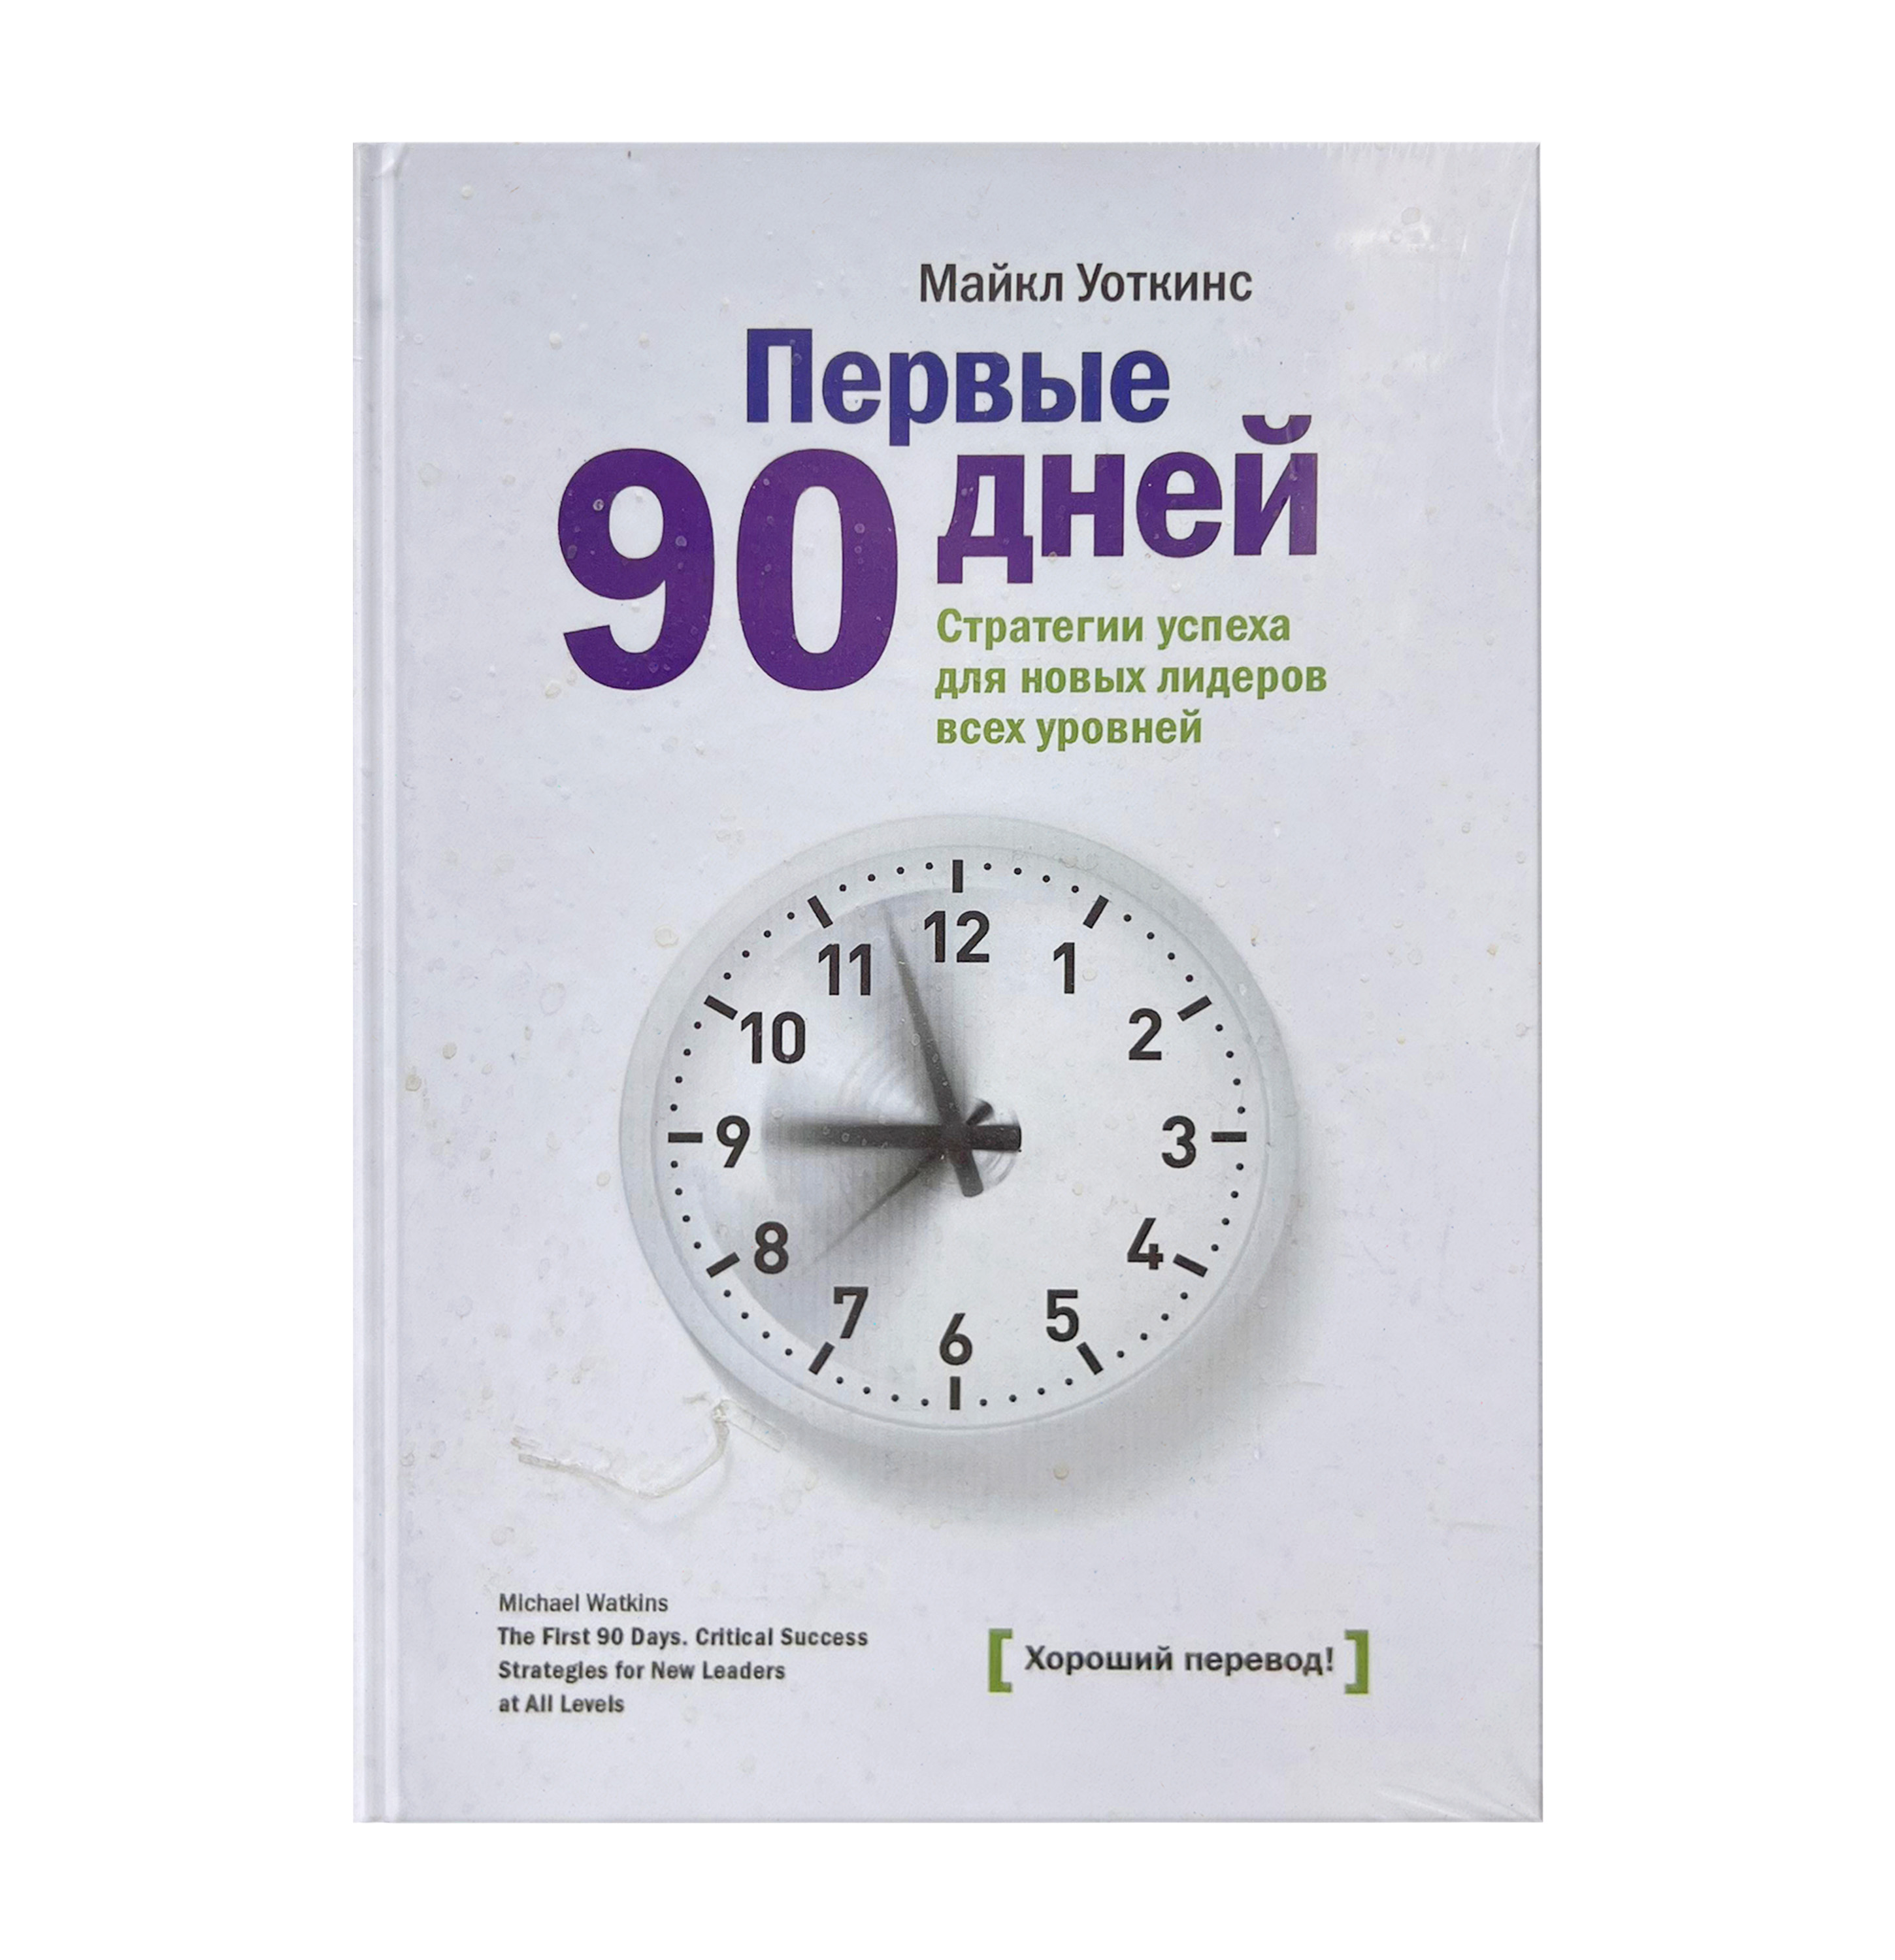 Майкл Уоткинс
Первые
90 дней
Стратегии успеха
для новых лидеров
всех уровней
12
11
1
10
2
9
3
8
4
7
5
6
Michael Watkins
The First 90 Days. Critical Success
Strategies for New Leaders
at All Levels
[ Хороший перевод! ]